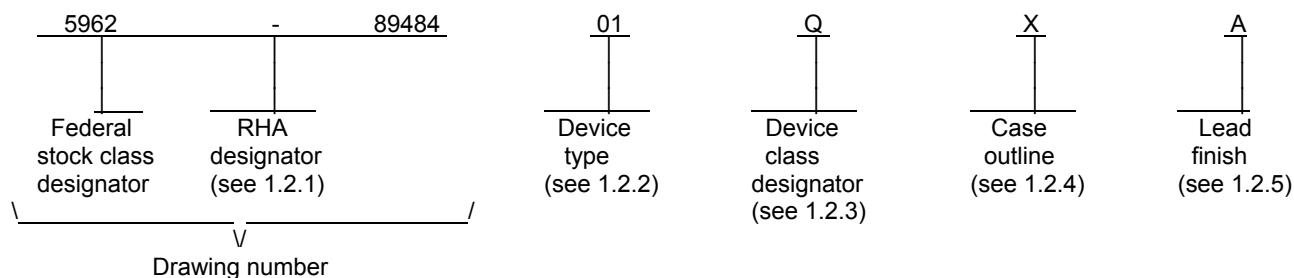 5962 - 89484 01 Q X A
Federal stock class designator
RHA designator (see 1.2.1)
Device type (see 1.2.2)
Device class designator (see 1.2.3)
Case outline (see 1.2.4)
Lead finish (see 1.2.5)
Drawing number